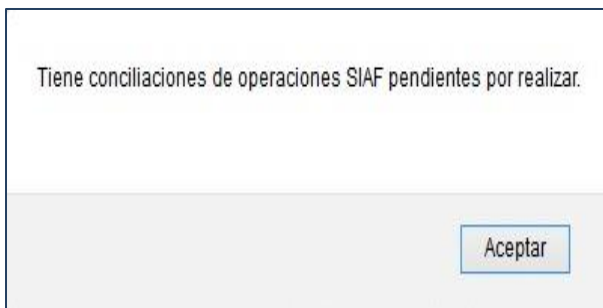 Tiene conciliaciones de operaciones SIAF pendientes por realizar.
Aceptar